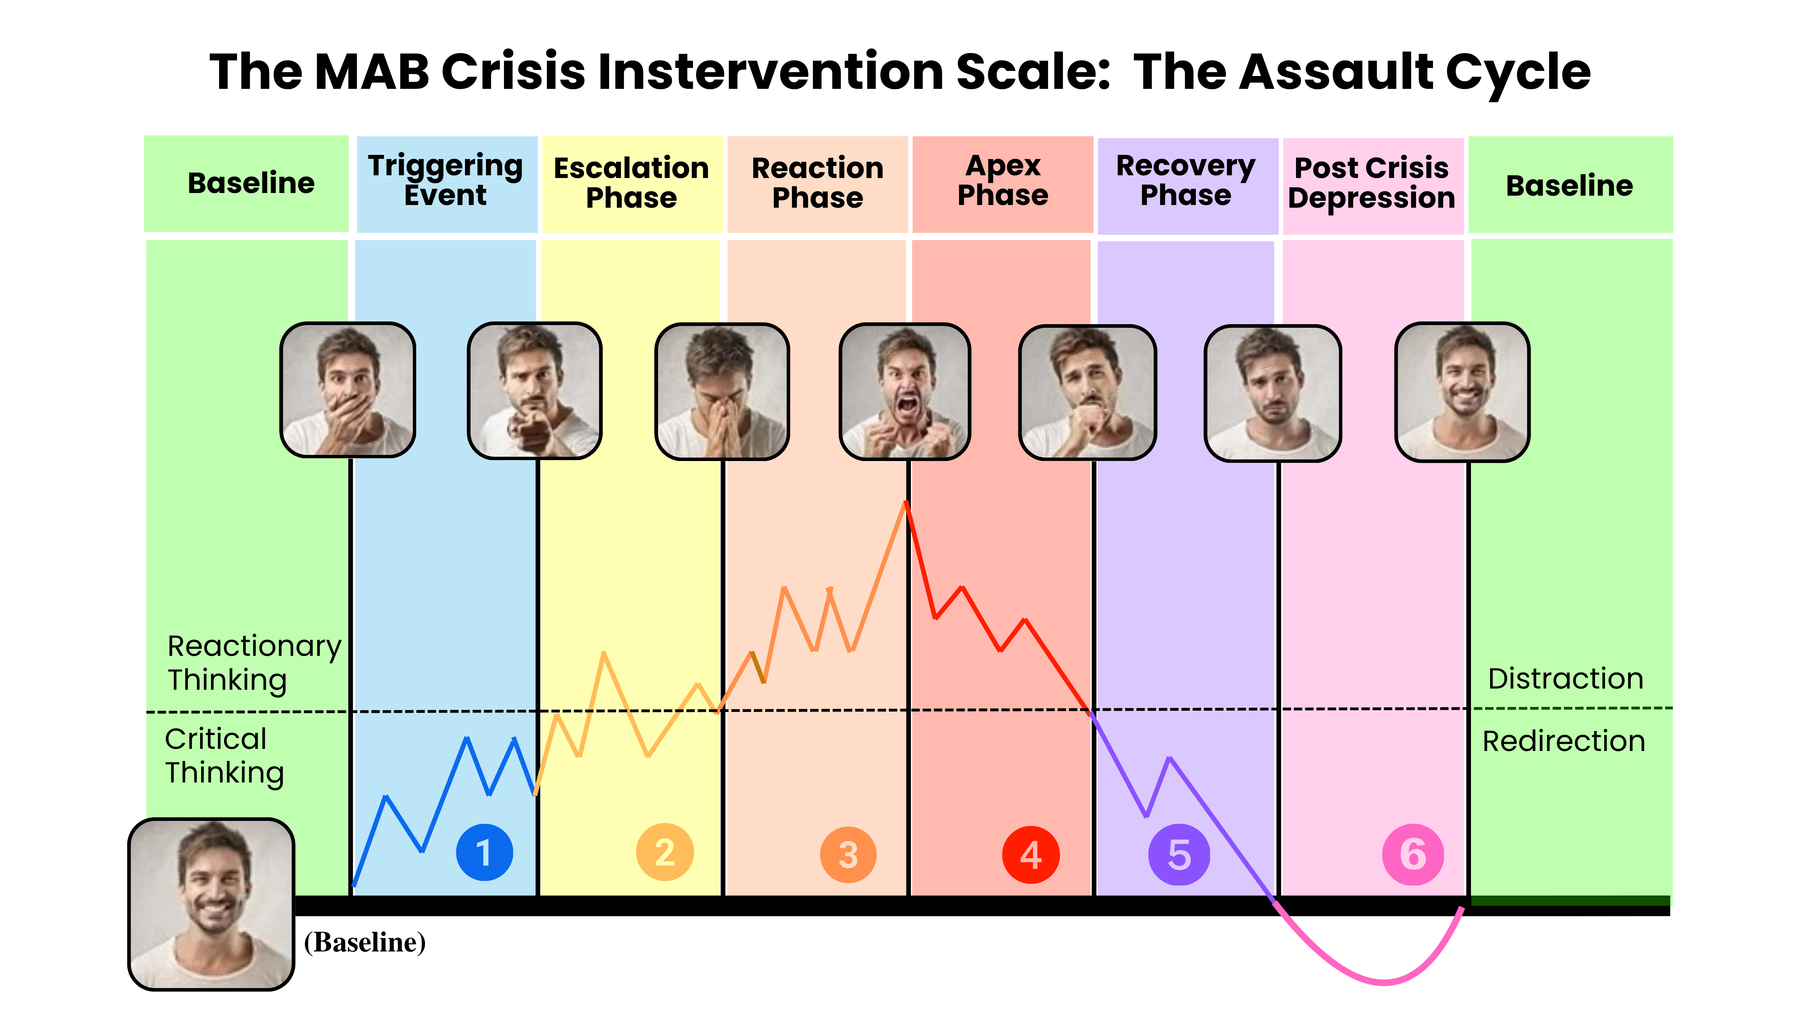 The MAB Crisis Instervention Scale:  The Assault Cycle
Baseline
Triggering
Event
Escalation
Phase
Reaction
Phase
Apex
Phase
Recovery
Phase
Post Crisis
Depression
Baseline
Reactionary
Thinking
Critical
Thinking
Distraction
Redirection
1
2
3
4
5
6
(Baseline)